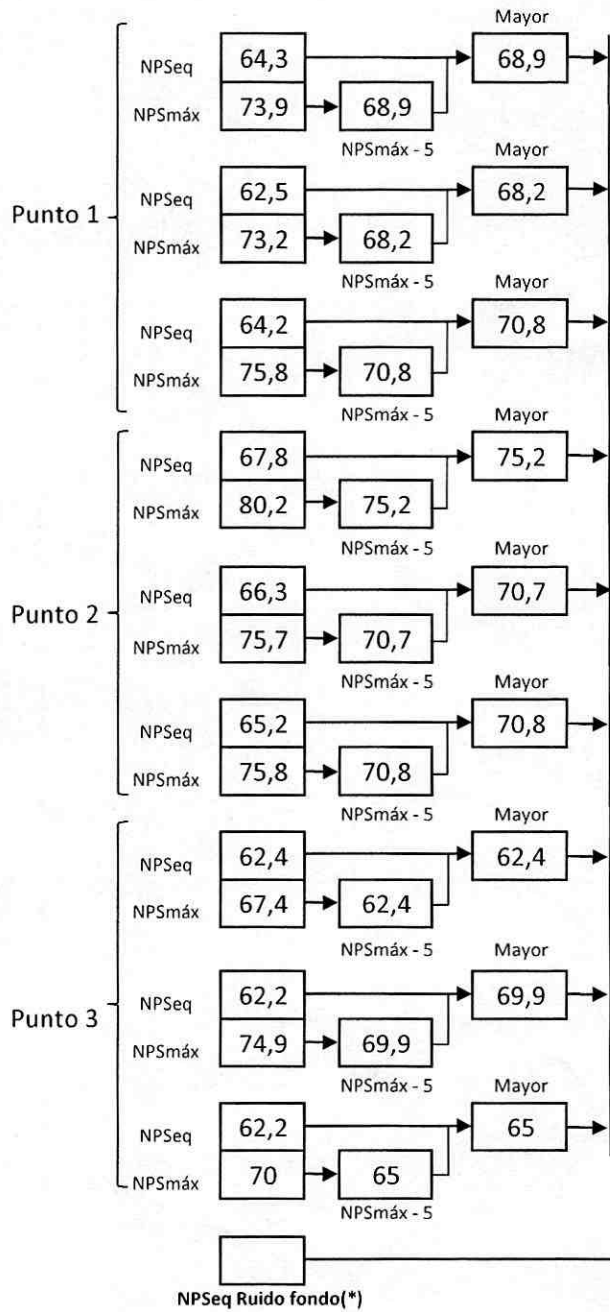 Mayor
NPSeq 64,3 68,9
NPSmáx 73,9 68,9
NPSmáx - 5
Mayor
NPSeq 62,5 68,2
Punto 1
NPSmáx 73,2 68,2
NPSmáx - 5
Mayor
NPSeq 64,2 70,8
NPSmáx 75,8 70,8
NPSmáx - 5
Mayor
NPSeq 67,8 75,2
NPSmáx 80,2 75,2
NPSmáx - 5
Mayor
NPSeq 66,3 70,7
Punto 2
NPSmáx 75,7 70,7
NPSmáx - 5
Mayor
NPSeq 65,2 70,8
NPSmáx 75,8 70,8
NPSmáx - 5
Mayor
NPSeq 62,4 62,4
NPSmáx 67,4 62,4
NPSmáx - 5
Mayor
NPSeq 62,2 69,9
Punto 3
NPSmáx 74,9 69,9
NPSmáx - 5
Mayor
NPSeq 62,2 65
NPSmáx 70 65
NPSmáx - 5
NPSeq Ruido fondo(*)